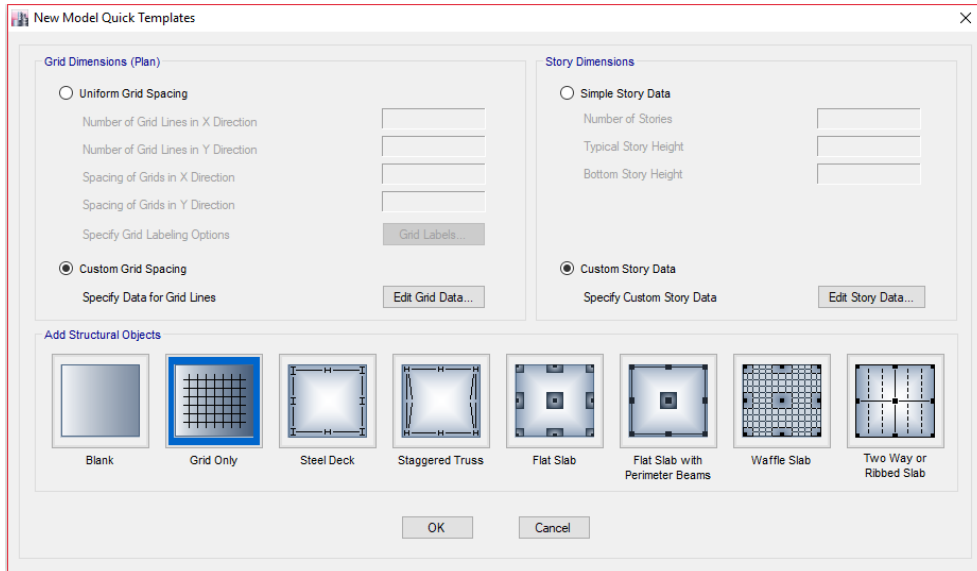 New Model Quick Templates
Grid Dimensions (Plan)
Uniform Grid Spacing
Number of Grid Lines in X Direction
Number of Grid Lines in Y Direction
Spacing of Grids in X Direction
Spacing of Grids in Y Direction
Specify Grid Labeling Options
Grid Labels...
Custom Grid Spacing
Specify Data for Grid Lines
Edit Grid Data...
Story Dimensions
Simple Story Data
Number of Stories
Typical Story Height
Bottom Story Height
Custom Story Data
Specify Custom Story Data
Edit Story Data...
Add Structural Objects
Blank
Grid Only
Steel Deck
Staggered Truss
Flat Slab
Flat Slab with
Perimeter Beams
Waffle Slab
Two Way or
Ribbed Slab
OK
Cancel